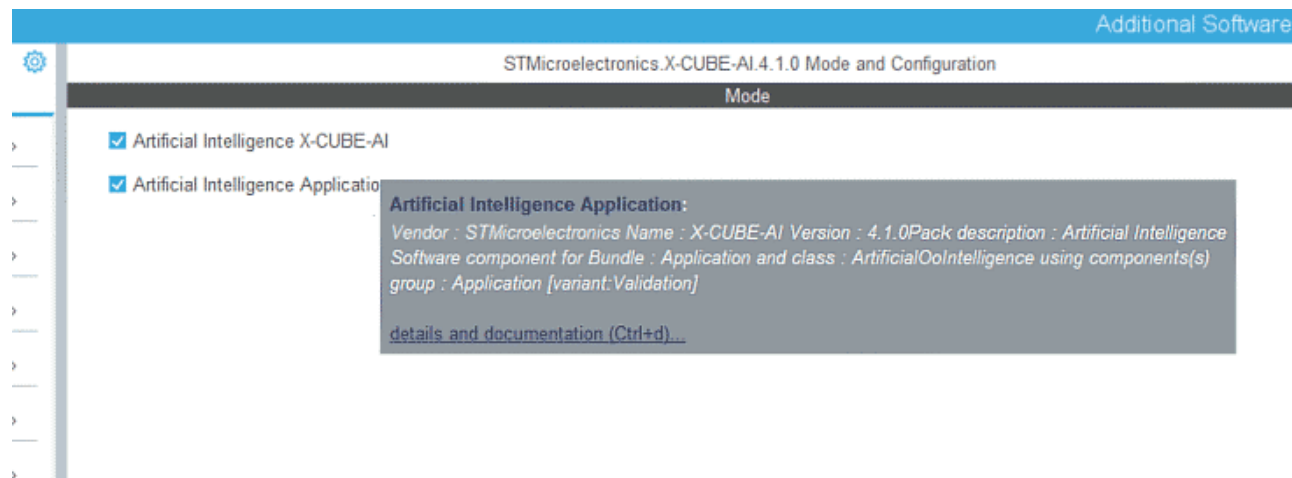 Additional Software
STMicroelectronics.X-CUBE-AI.4.1.0 Mode and Configuration
Mode
Artificial Intelligence X-CUBE-AI
Artificial Intelligence Applicatio
Artificial Intelligence Application:
Vendor : STMicroelectronics Name : X-CUBE-AI Version : 4.1.0Pack description : Artificial Intelligence
Software component for Bundle : Application and class : ArtificialOoIntelligence using components(s)
group : Application [variant:Validation]
details and documentation (Ctrl+d)...